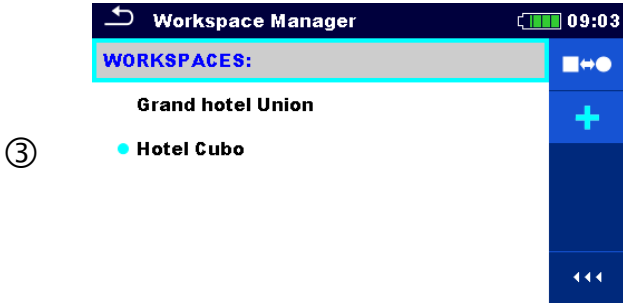 Workspace Manager 09:03
WORKSPACES:
Grand hotel Union
③
Hotel Cubo